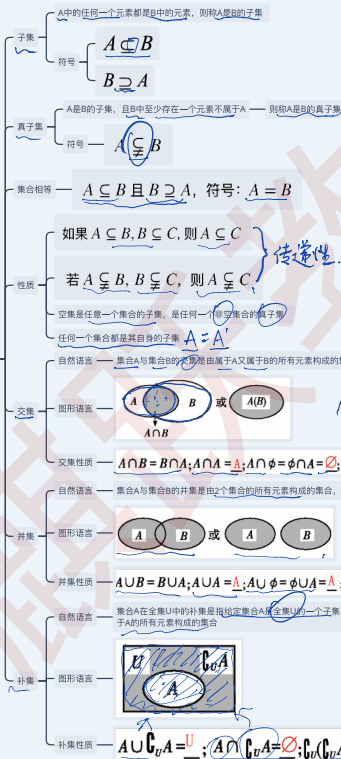 A中的任何一个元素都是B中的元素，则称A是B的子集
子集
符号
A ⊆ B
B ⊇ A
A是B的子集，且B中至少存在一个元素不属于A — 则称A是B的真子集
真子集
符号
A ⫋ B
集合相等
A ⊆ B 且 B ⊇ A，符号：A = B
如果 A ⊆ B, B ⊆ C, 则 A ⊆ C
传递性.
性质
若 A ⫋ B, B ⫋ C, 则 A ⫋ C
空集是任意一个集合的子集，是任何一个非空集合的真子集
任何一个集合都是其自身的子集 A = A'
自然语言
集合A与集合B的交集是由属于A又属于B的所有元素构成的
交集
图形语言
A B 或 A(B)
A∩B
交集性质
A∩B = B∩A; A∩A = A; A∩ϕ = ϕ∩A = ∅;
自然语言
集合A与集合B的并集是由2个集合的所有元素构成的集合，
并集
图形语言
A B 或 A B
并集性质
A∪B = B∪A; A∪A = A; A∪ϕ = ϕ∪A = A;
自然语言
集合A在全集U中的补集是指给定集合A是全集U的一个子集
于A的所有元素构成的集合
补集
图形语言
U ∁UA
A
补集性质
A∪∁UA = U; A∩∁UA = ∅; ∁U(∁UA